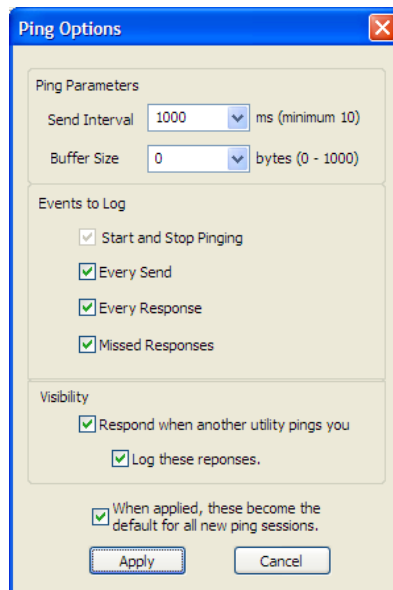 Ping Options
Ping Parameters
Send Interval 1000 ms (minimum 10)
Buffer Size 0 bytes (0 - 1000)
Events to Log
Start and Stop Pinging
Every Send
Every Response
Missed Responses
Visibility
Respond when another utility pings you
Log these reponses.
When applied, these become the
default for all new ping sessions.
Apply Cancel